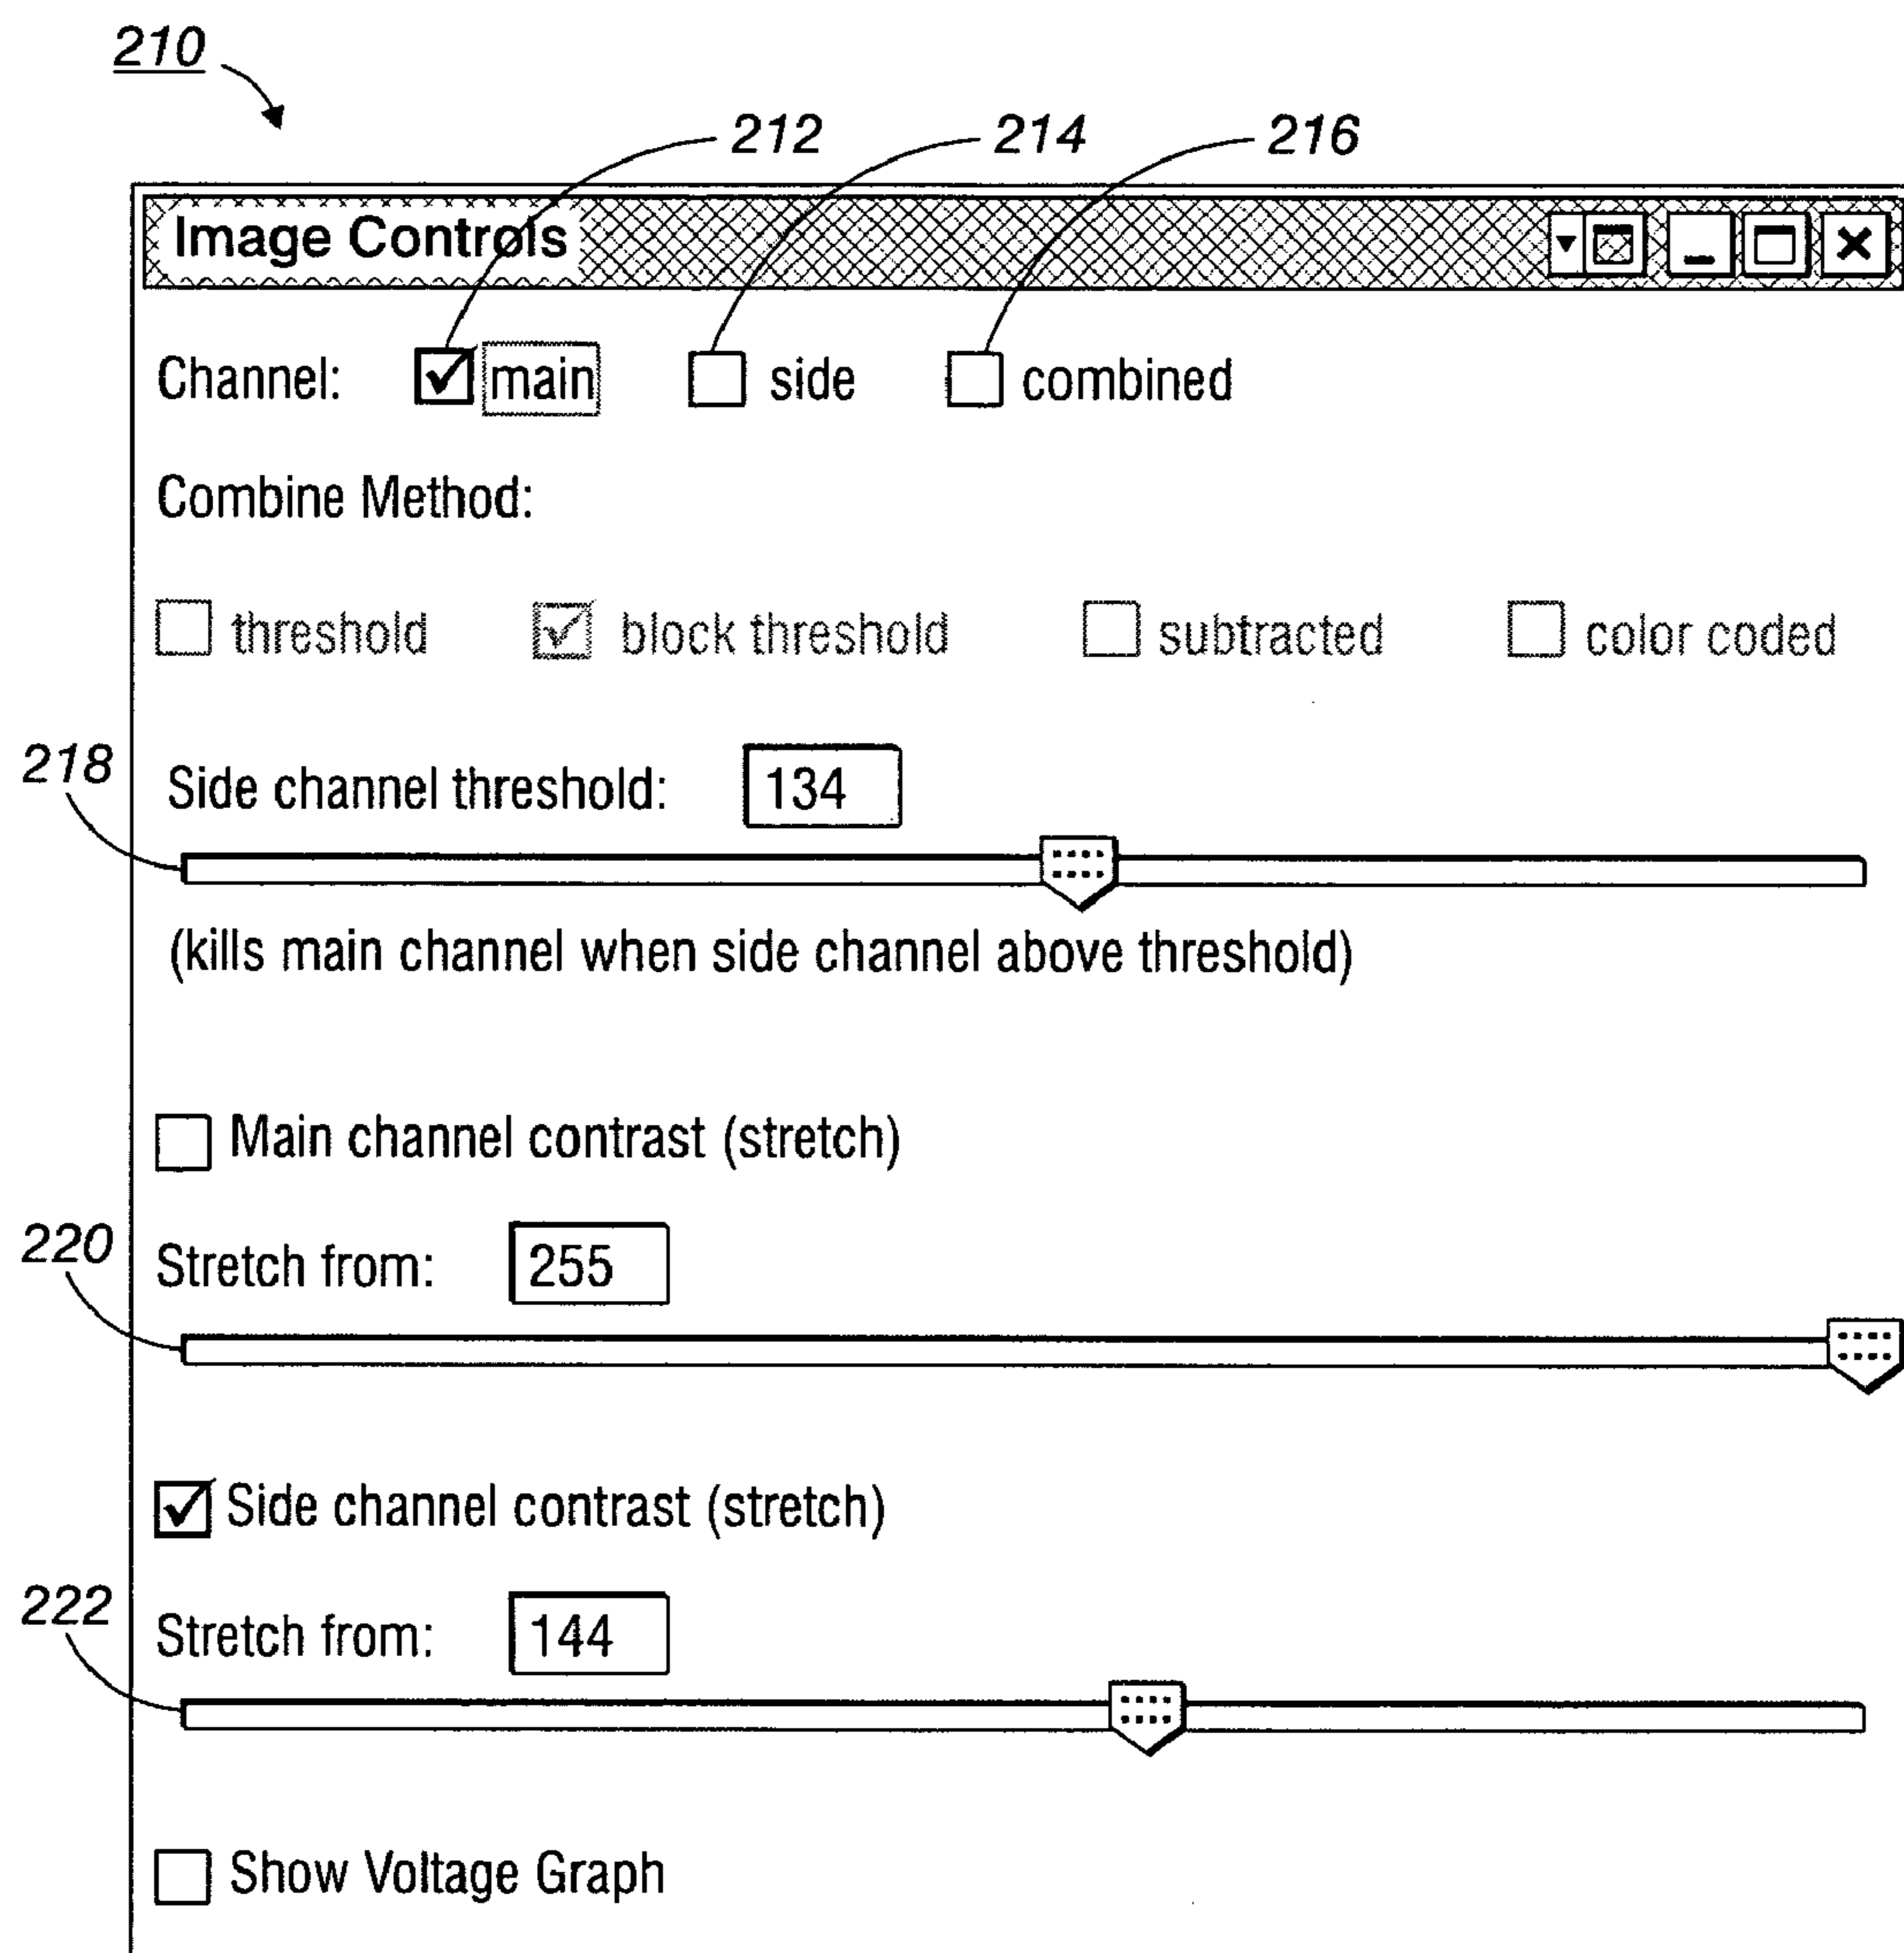 210
212 214 216
Image Controls
Channel: main side combined
Combine Method:
threshold block threshold subtracted color coded
218
Side channel threshold: 134
(kills main channel when side channel above threshold)
Main channel contrast (stretch)
220
Stretch from: 255
Side channel contrast (stretch)
222
Stretch from: 144
Show Voltage Graph